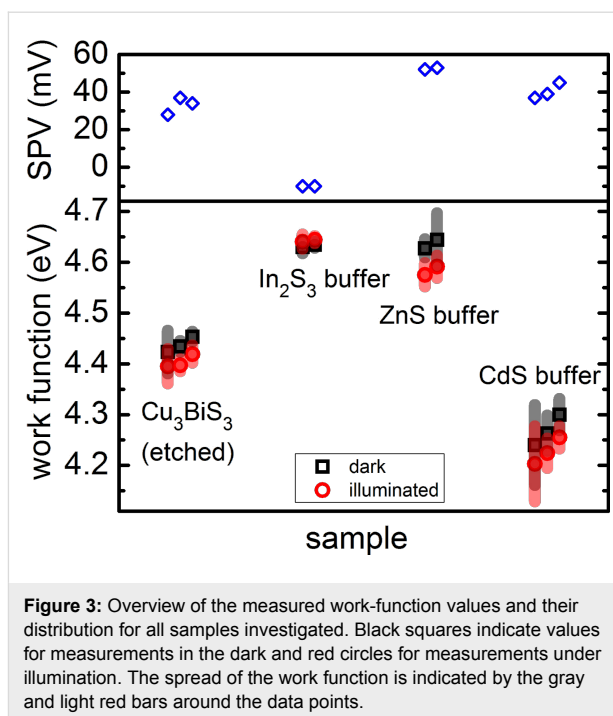 SPV (mV)
60
40
20
0
work function (eV)
4.7
4.6
4.5
4.4
4.3
4.2
In2S3 buffer
ZnS buffer
Cu3BiS3
(etched)
CdS buffer
dark
illuminated
sample
Figure 3: Overview of the measured work-function values and their
distribution for all samples investigated. Black squares indicate values
for measurements in the dark and red circles for measurements under
illumination. The spread of the work function is indicated by the gray
and light red bars around the data points.